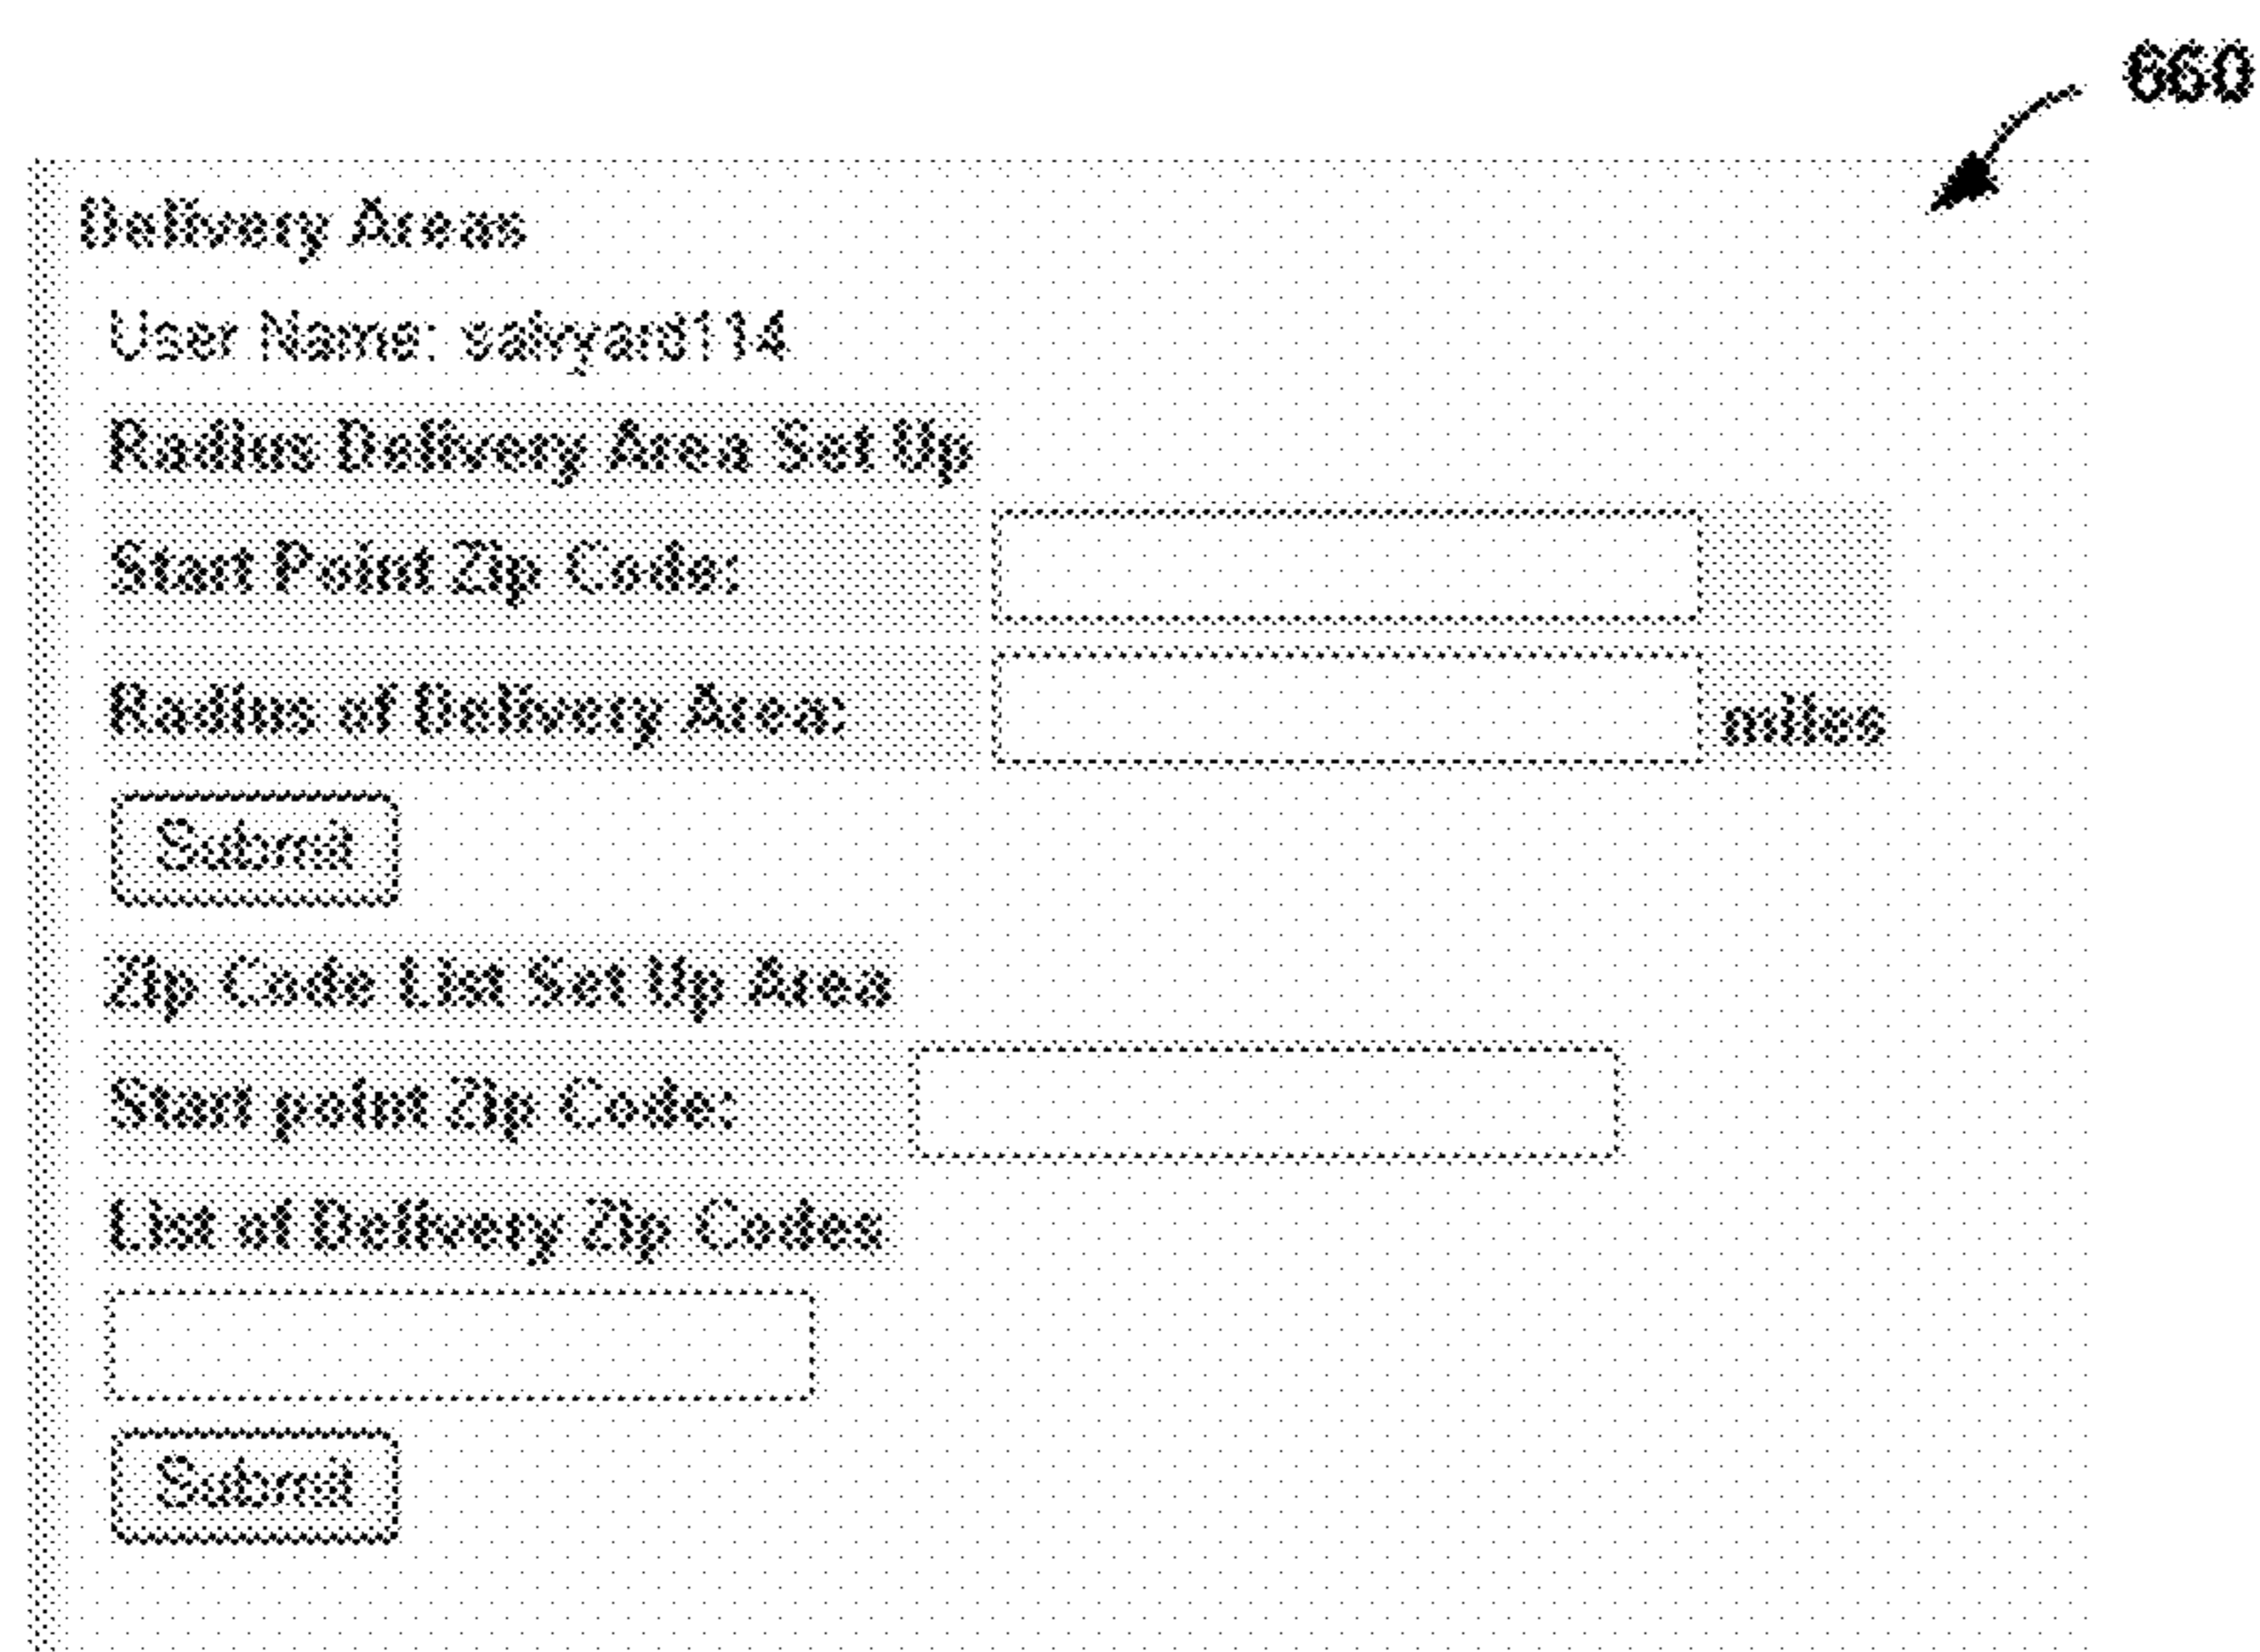 660
Delivery Areas
User Name: salvyard114
Radius Delivery Area Set Up
Start Point Zip Code:
Radius of Delivery Area:
miles
Submit
Zip Code List Set Up Area
Start point Zip Code:
List of Delivery Zip Codes
Submit